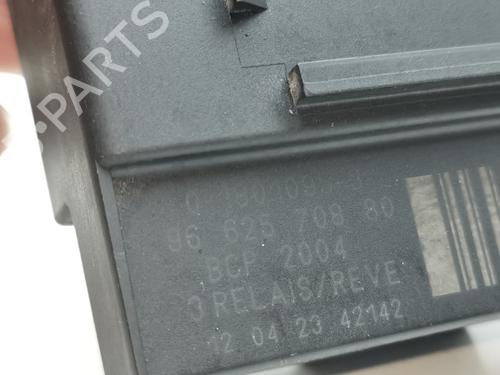 PARTS
96 625 708 80
BCP 2004
3 RELAIS/REVE
12 04 23 42142